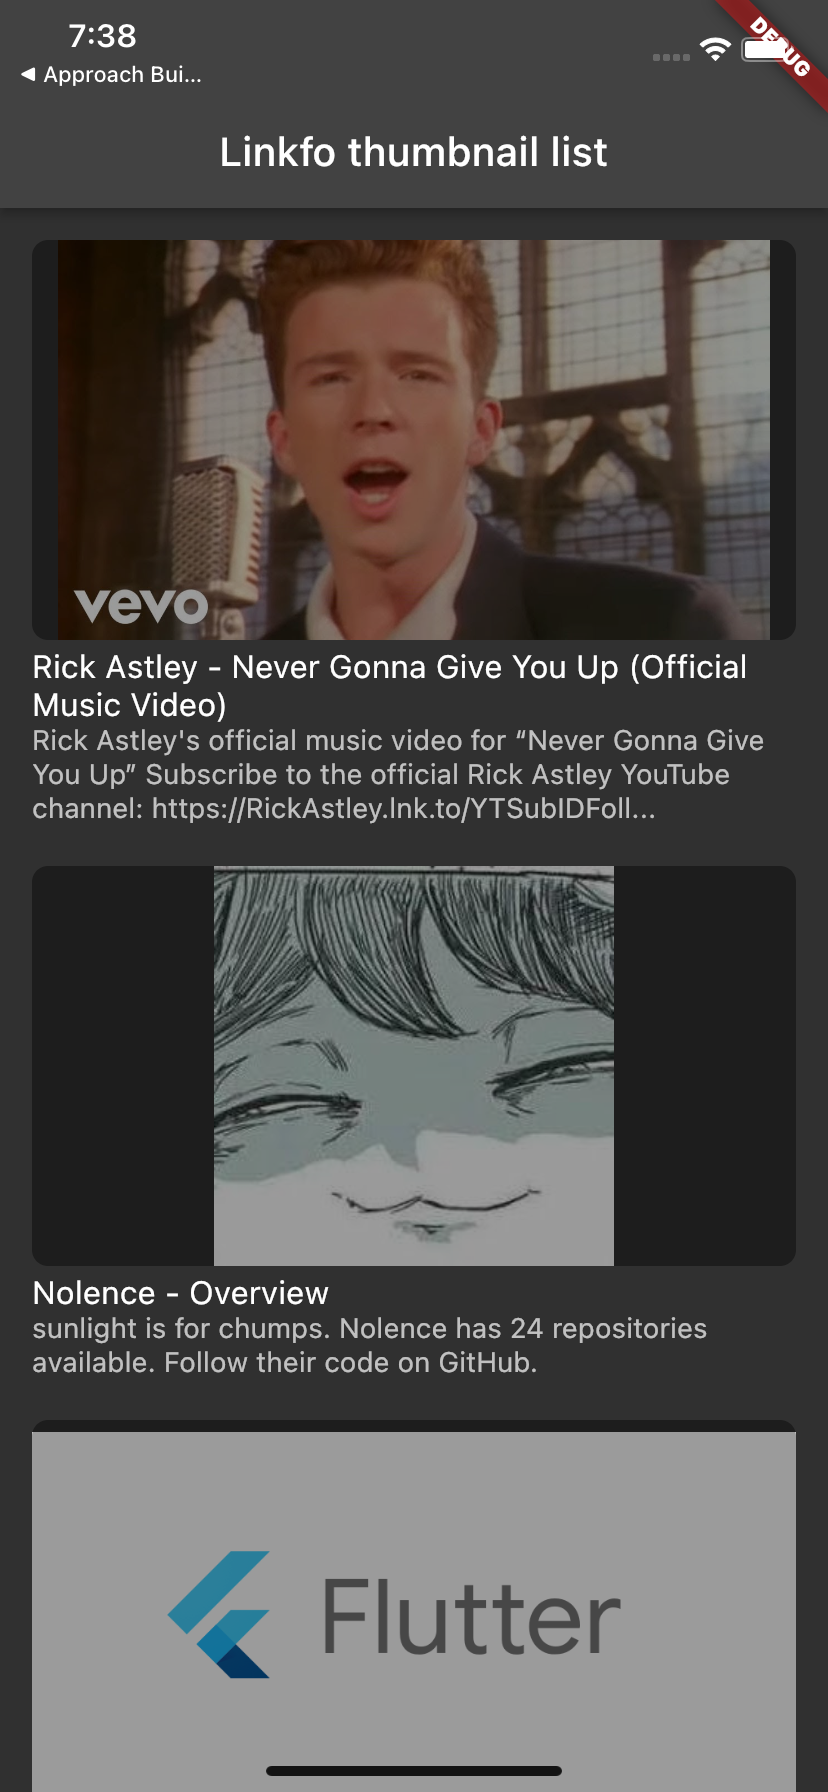 7:38
DEBUG
◀ Approach Bui...
Linkfo thumbnail list
vevo
Rick Astley - Never Gonna Give You Up (Official
Music Video)
Rick Astley's official music video for “Never Gonna Give
You Up” Subscribe to the official Rick Astley YouTube
channel: https://RickAstley.lnk.to/YTSubIDFoll...
Nolence - Overview
sunlight is for chumps. Nolence has 24 repositories
available. Follow their code on GitHub.
Flutter